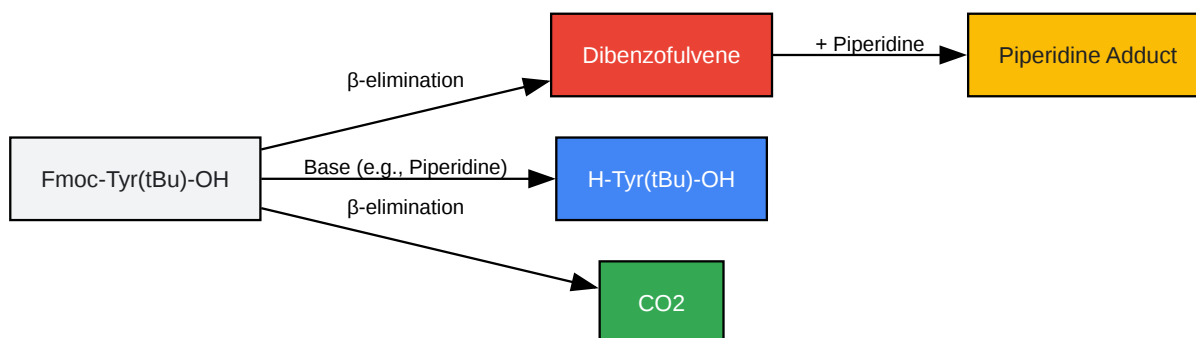 Dibenzofulvene
+ Piperidine
Piperidine Adduct
β-elimination
Fmoc-Tyr(tBu)-OH
Base (e.g., Piperidine)
H-Tyr(tBu)-OH
β-elimination
CO2